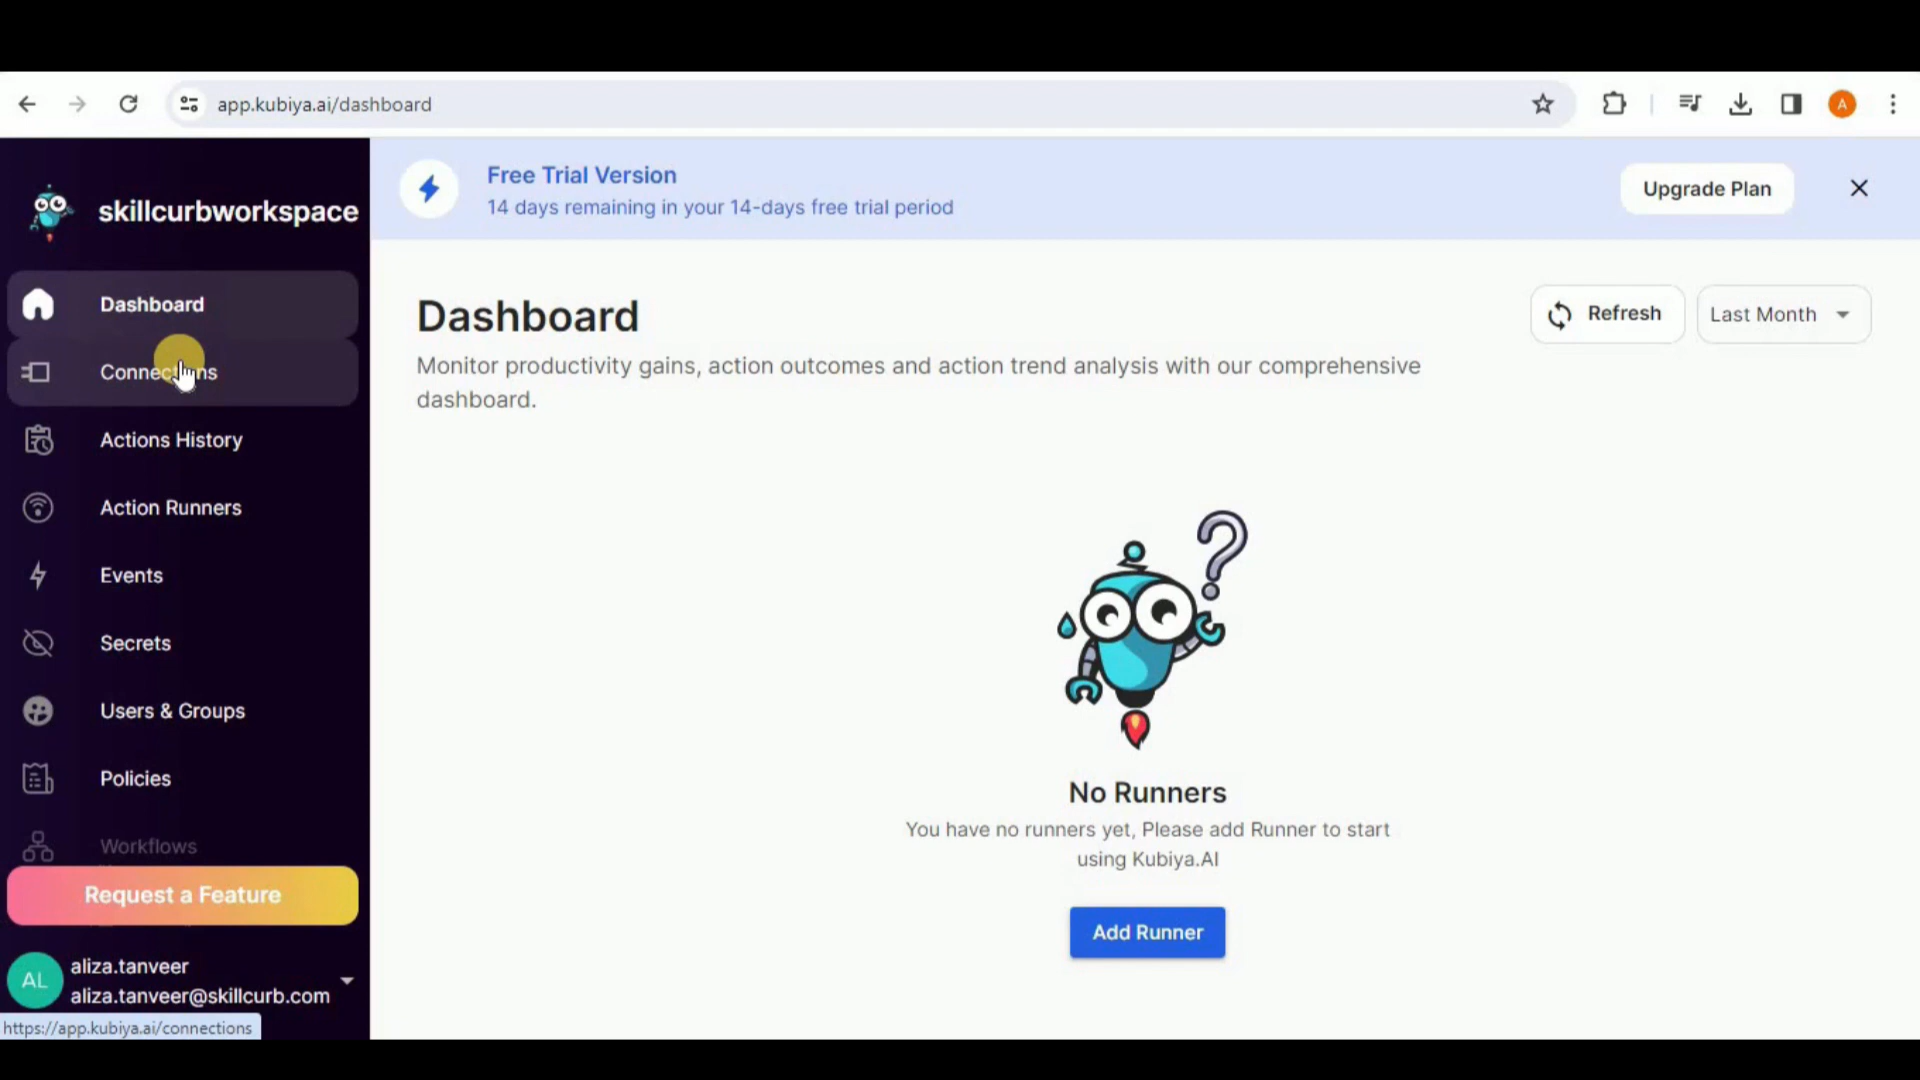 app.kubiya.ai/dashboard
A
skillcurbworkspace
Free Trial Version
14 days remaining in your 14-days free trial period
Upgrade Plan
Dashboard
Connections
Actions History
Action Runners
Events
Secrets
Users & Groups
Policies
Workflows
Request a Feature
AL
aliza.tanveer
aliza.tanveer@skillcurb.com
https://app.kubiya.ai/connections
Dashboard
Refresh
Last Month
Monitor productivity gains, action outcomes and action trend analysis with our comprehensive
dashboard.
?
No Runners
You have no runners yet, Please add Runner to start
using Kubiya.AI
Add Runner